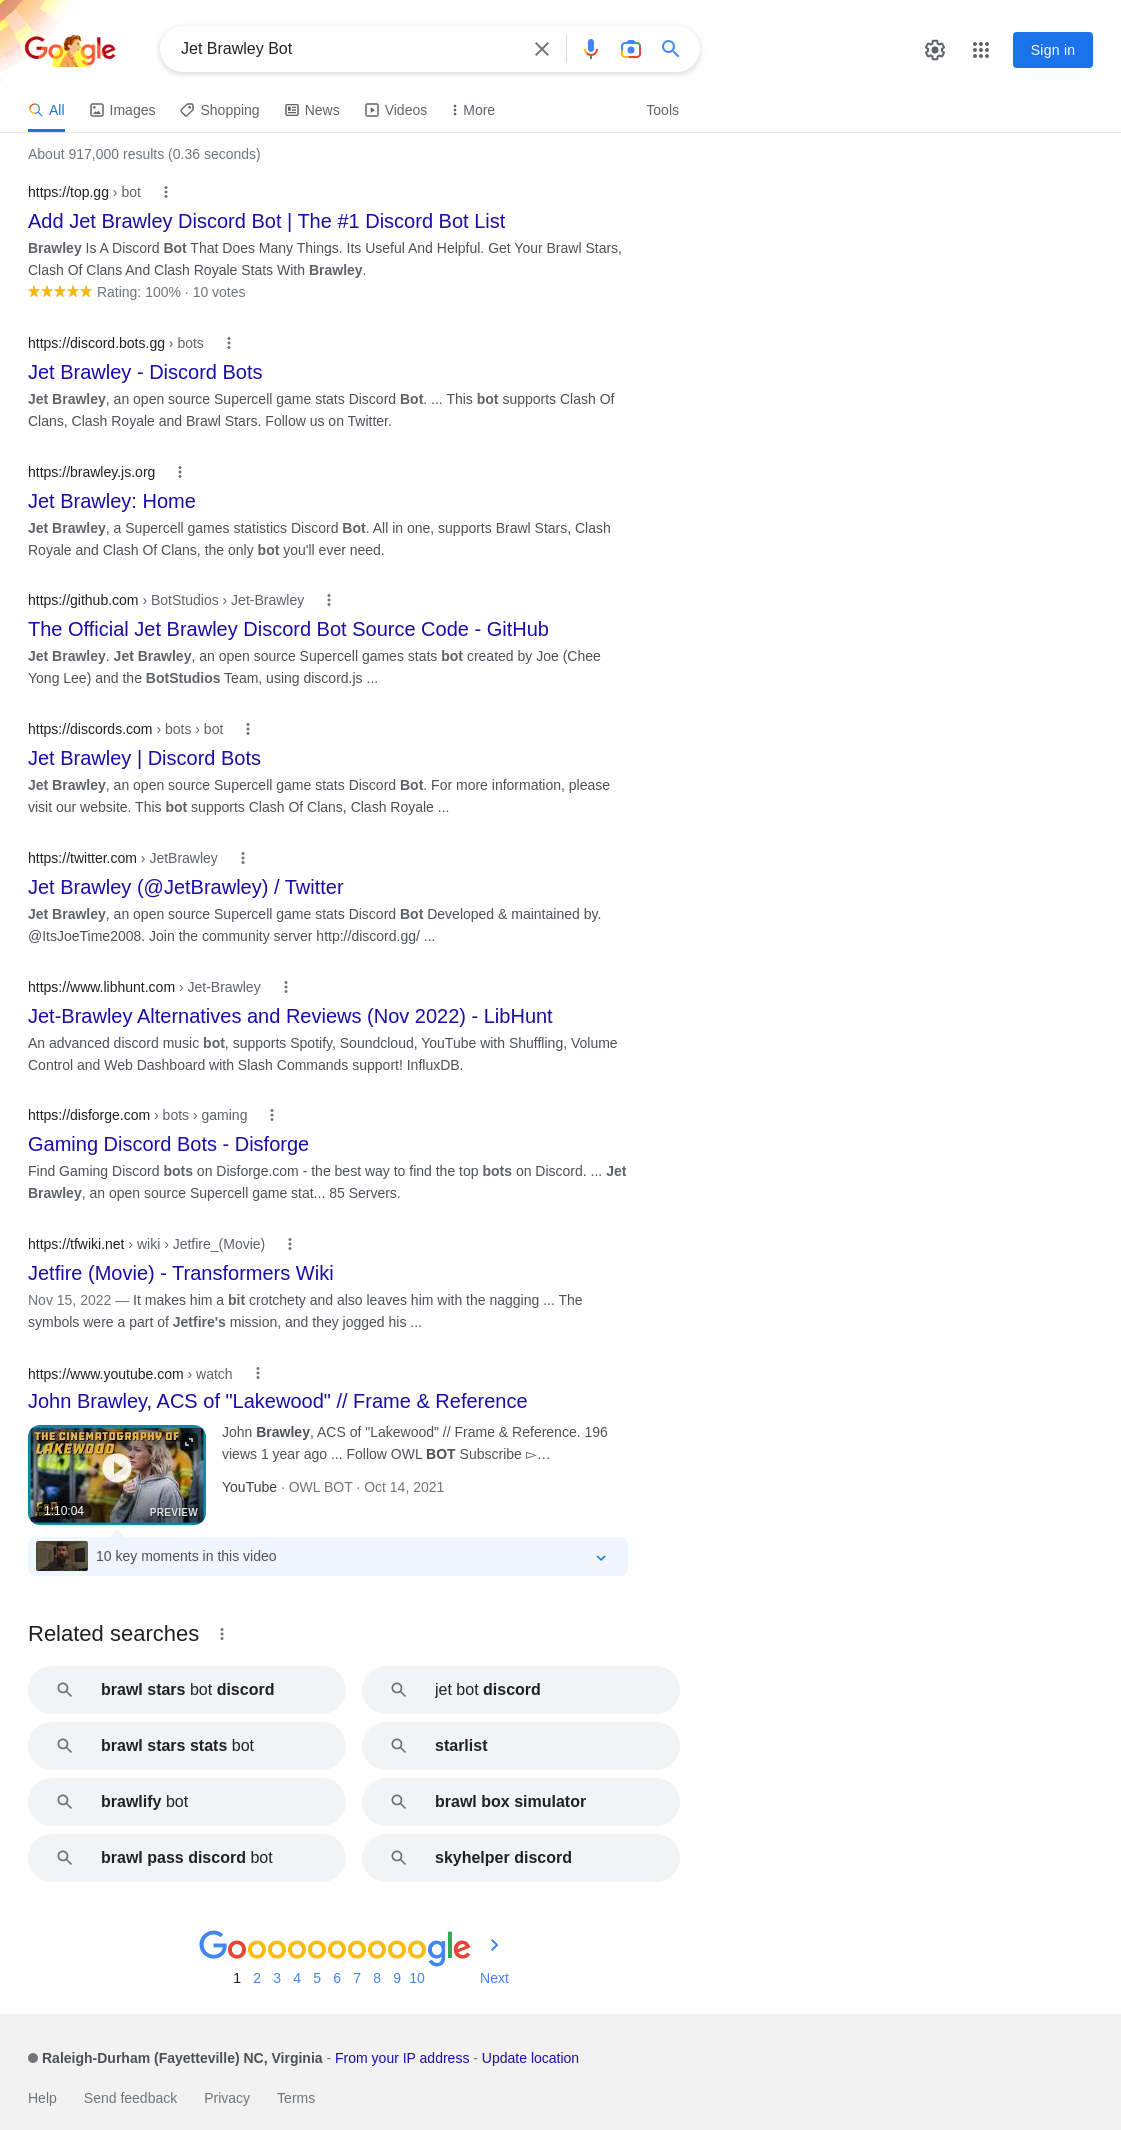 Google
Jet Brawley Bot
Sign in
All Images Shopping News Videos More Tools
About 917,000 results (0.36 seconds)
https://top.gg › bot
Add Jet Brawley Discord Bot | The #1 Discord Bot List
Brawley Is A Discord Bot That Does Many Things. Its Useful And Helpful. Get Your Brawl Stars,
Clash Of Clans And Clash Royale Stats With Brawley.
Rating: 100% · 10 votes
https://discord.bots.gg › bots
Jet Brawley - Discord Bots
Jet Brawley, an open source Supercell game stats Discord Bot. ... This bot supports Clash Of
Clans, Clash Royale and Brawl Stars. Follow us on Twitter.
https://brawley.js.org
Jet Brawley: Home
Jet Brawley, a Supercell games statistics Discord Bot. All in one, supports Brawl Stars, Clash
Royale and Clash Of Clans, the only bot you'll ever need.
https://github.com › BotStudios › Jet-Brawley
The Official Jet Brawley Discord Bot Source Code - GitHub
Jet Brawley. Jet Brawley, an open source Supercell games stats bot created by Joe (Chee
Yong Lee) and the BotStudios Team, using discord.js ...
https://discords.com › bots › bot
Jet Brawley | Discord Bots
Jet Brawley, an open source Supercell game stats Discord Bot. For more information, please
visit our website. This bot supports Clash Of Clans, Clash Royale ...
https://twitter.com › JetBrawley
Jet Brawley (@JetBrawley) / Twitter
Jet Brawley, an open source Supercell game stats Discord Bot Developed & maintained by.
@ItsJoeTime2008. Join the community server http://discord.gg/ ...
https://www.libhunt.com › Jet-Brawley
Jet-Brawley Alternatives and Reviews (Nov 2022) - LibHunt
An advanced discord music bot, supports Spotify, Soundcloud, YouTube with Shuffling, Volume
Control and Web Dashboard with Slash Commands support! InfluxDB.
https://disforge.com › bots › gaming
Gaming Discord Bots - Disforge
Find Gaming Discord bots on Disforge.com - the best way to find the top bots on Discord. ... Jet
Brawley, an open source Supercell game stat... 85 Servers.
https://tfwiki.net › wiki › Jetfire_(Movie)
Jetfire (Movie) - Transformers Wiki
Nov 15, 2022 — It makes him a bit crotchety and also leaves him with the nagging ... The
symbols were a part of Jetfire's mission, and they jogged his ...
https://www.youtube.com › watch
John Brawley, ACS of "Lakewood" // Frame & Reference
THE CINEMATOGRAPHY OF
LAKEWOOD
1:10:04
PREVIEW
John Brawley, ACS of "Lakewood" // Frame & Reference. 196
views 1 year ago ... Follow OWL BOT Subscribe ▻…
YouTube · OWL BOT · Oct 14, 2021
10 key moments in this video
Related searches
brawl stars bot discord
jet bot discord
brawl stars stats bot
starlist
brawlify bot
brawl box simulator
brawl pass discord bot
skyhelper discord
Goooooooooogle
1 2 3 4 5 6 7 8 9 10 Next
Raleigh-Durham (Fayetteville) NC, Virginia - From your IP address - Update location
Help Send feedback Privacy Terms